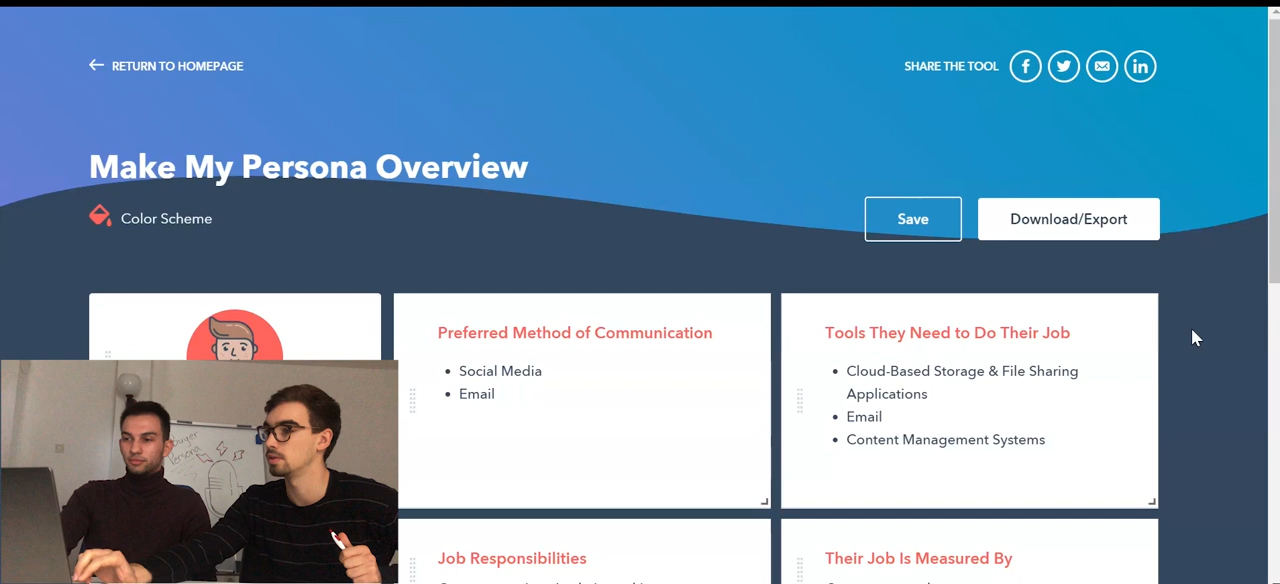 RETURN TO HOMEPAGE
SHARE THE TOOL
Make My Persona Overview
Color Scheme
Save
Download/Export
Preferred Method of Communication
Social Media
Email
Tools They Need to Do Their Job
Cloud-Based Storage & File Sharing
Applications
Email
Content Management Systems
Persona
Job Responsibilities
Their Job Is Measured By